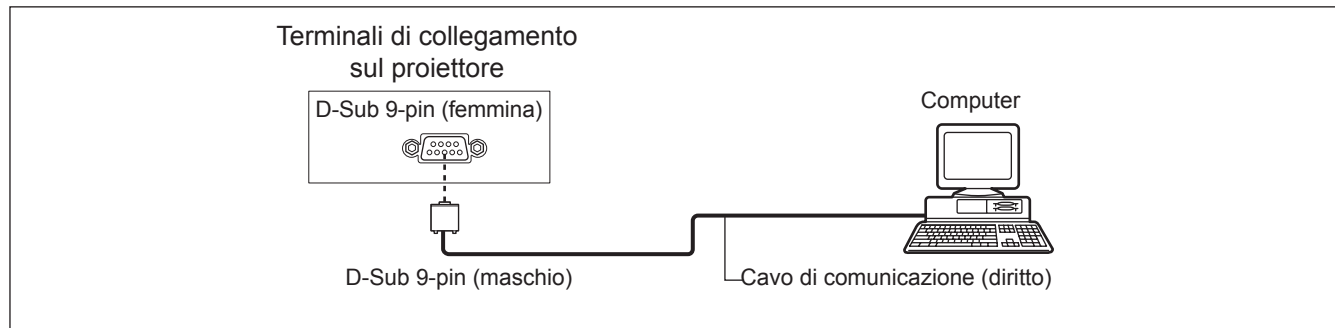 Terminali di collegamento
sul proiettore
D-Sub 9-pin (femmina)
Computer
D-Sub 9-pin (maschio)
Cavo di comunicazione (diritto)